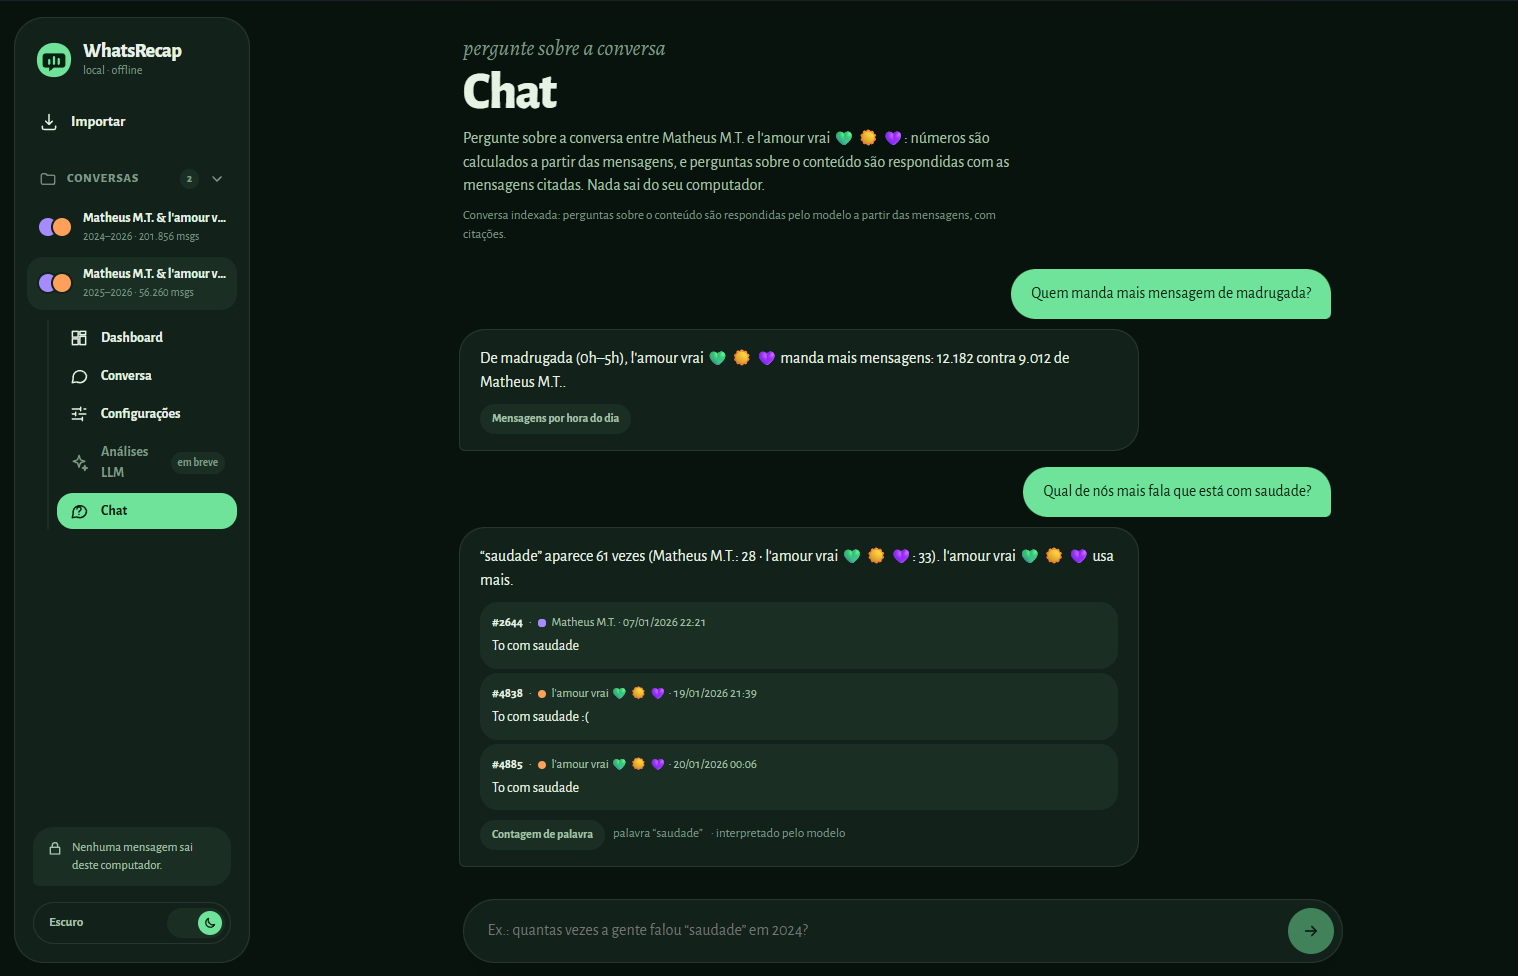 WhatsRecap
local · offline
Importar
CONVERSAS 2
Matheus M.T. & l'amour v...
2024–2026 · 201.856 msgs
Matheus M.T. & l'amour v...
2025–2026 · 56.260 msgs
Dashboard
Conversa
Configurações
Análises
LLM
em breve
Chat
Nenhuma mensagem sai
deste computador.
Escuro
pergunte sobre a conversa
Chat
Pergunte sobre a conversa entre Matheus M.T. e l'amour vrai 💚 🌼 💜 : números são
calculados a partir das mensagens, e perguntas sobre o conteúdo são respondidas com as
mensagens citadas. Nada sai do seu computador.
Conversa indexada: perguntas sobre o conteúdo são respondidas pelo modelo a partir das mensagens, com
citações.
Quem manda mais mensagem de madrugada?
De madrugada (0h–5h), l'amour vrai 💚 🌼 💜 manda mais mensagens: 12.182 contra 9.012 de
Matheus M.T..
Mensagens por hora do dia
Qual de nós mais fala que está com saudade?
“saudade” aparece 61 vezes (Matheus M.T.: 28 · l'amour vrai 💚 🌼 💜 : 33). l'amour vrai 💚 🌼 💜 usa
mais.
#2644 · Matheus M.T. · 07/01/2026 22:21
To com saudade
#4838 · l'amour vrai 💚 🌼 💜 · 19/01/2026 21:39
To com saudade :(
#4885 · l'amour vrai 💚 🌼 💜 · 20/01/2026 00:06
To com saudade
Contagem de palavra palavra “saudade” · interpretado pelo modelo
Ex.: quantas vezes a gente falou “saudade” em 2024?